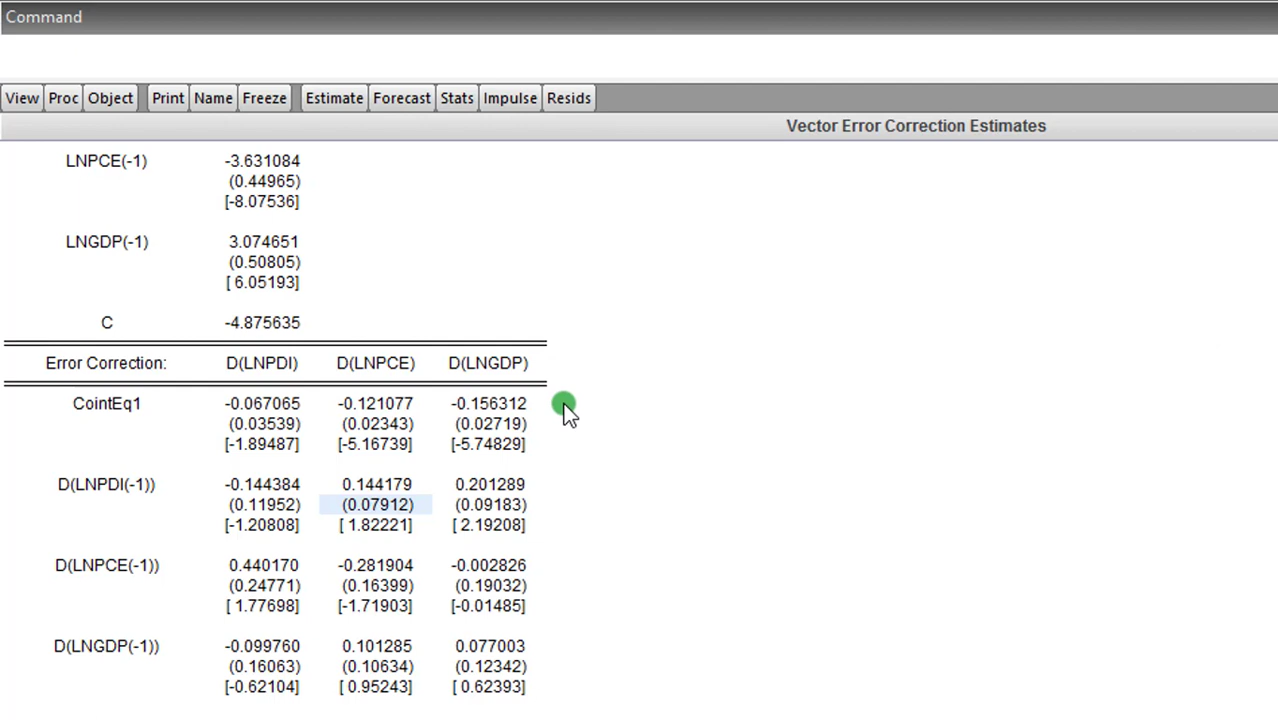 Command
View Proc Object Print Name Freeze Estimate Forecast Stats Impulse Resids
Vector Error Correction Estimates
LNPCE(-1) -3.631084
(0.44965)
[-8.07536]
LNGDP(-1) 3.074651
(0.50805)
[ 6.05193]
C -4.875635
Error Correction: D(LNPDI) D(LNPCE) D(LNGDP)
CointEq1 -0.067065 -0.121077 -0.156312
(0.03539) (0.02343) (0.02719)
[-1.89487] [-5.16739] [-5.74829]
D(LNPDI(-1)) -0.144384 0.144179 0.201289
(0.11952) (0.07912) (0.09183)
[-1.20808] [ 1.82221] [ 2.19208]
D(LNPCE(-1)) 0.440170 -0.281904 -0.002826
(0.24771) (0.16399) (0.19032)
[ 1.77698] [-1.71903] [-0.01485]
D(LNGDP(-1)) -0.099760 0.101285 0.077003
(0.16063) (0.10634) (0.12342)
[-0.62104] [ 0.95243] [ 0.62393]